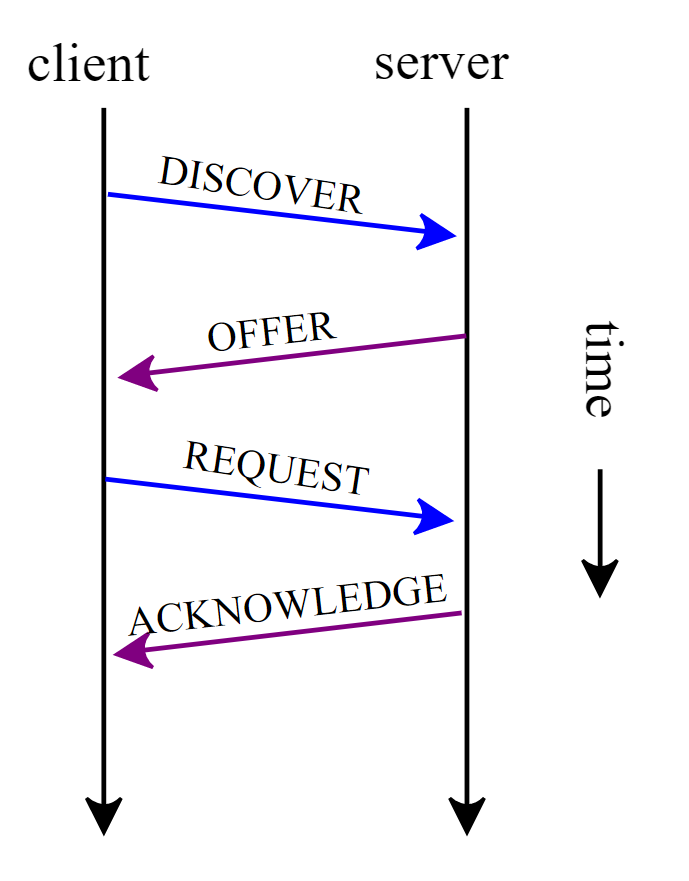 client
server
DISCOVER
OFFER
time
REQUEST
ACKNOWLEDGE